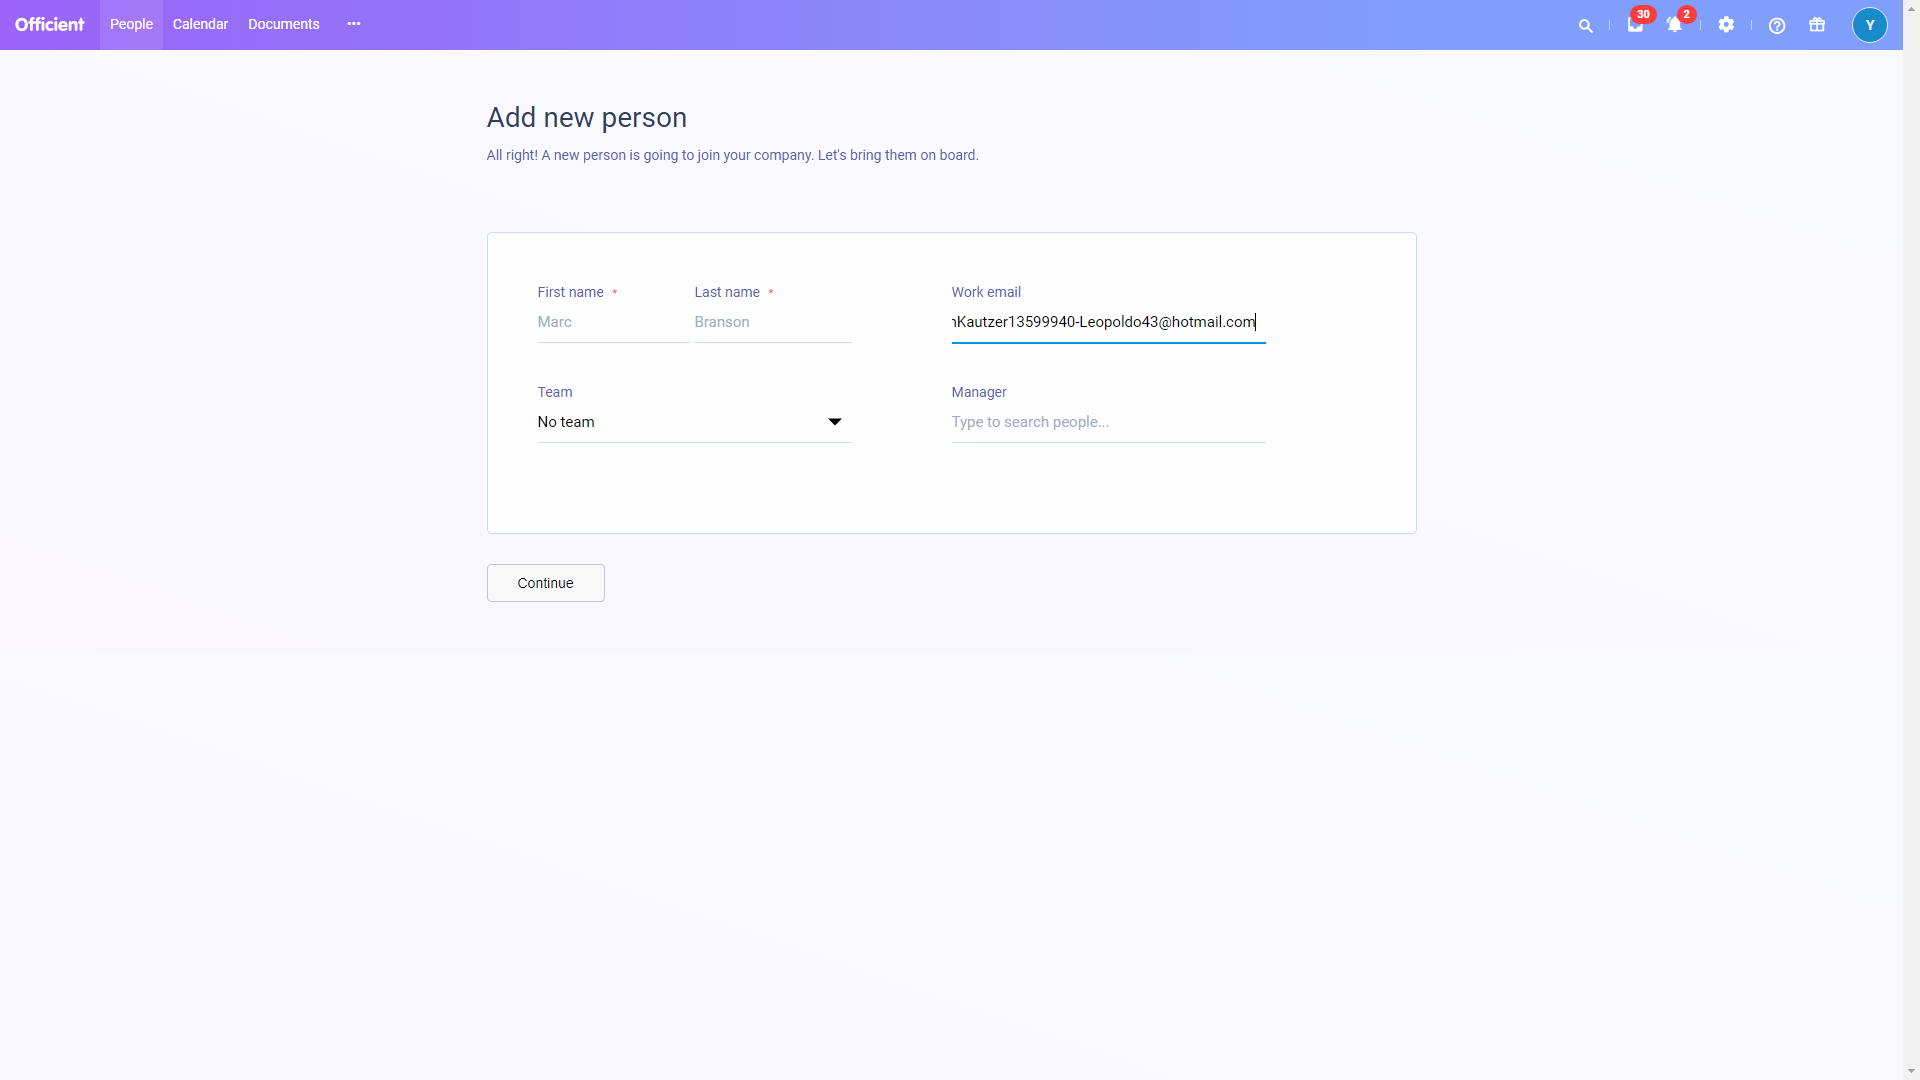 Officient People Calendar Documents ••• 30 2 Y
Add new person
All right! A new person is going to join your company. Let's bring them on board.
First name * Last name * Work email
Marc Branson Kautzer13599940-Leopoldo43@hotmail.com
Team Manager
No team Type to search people...
Continue